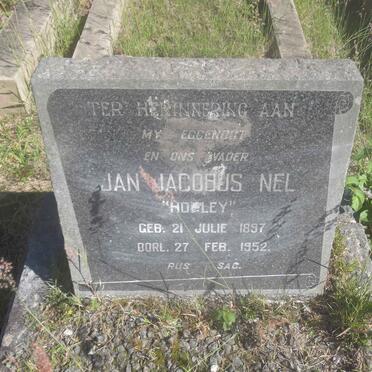 TER HERINNERING AAN
MY EGGENOOT
EN ONS VADER
JAN JACOBUS NEL
GEB. 21 JULIE 1897
OORL. 27 FEB. 1952.
RUS SAG.